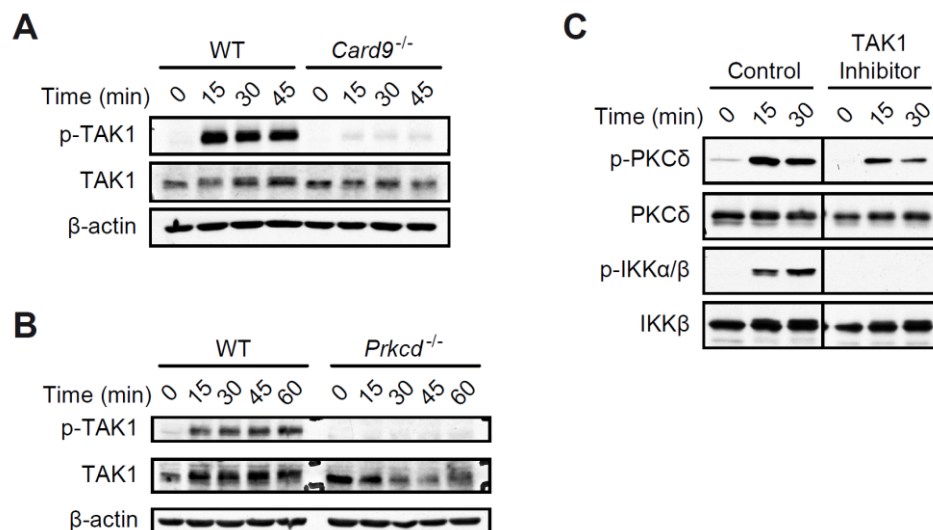 A
WT Card9-/-
Time (min) 0 15 30 45 0 15 30 45
p-TAK1
TAK1
β-actin
B
WT Prkcd-/-
Time (min) 0 15 30 45 60 0 15 30 45 60
p-TAK1
TAK1
β-actin
C
Control TAK1 Inhibitor
Time (min) 0 15 30 0 15 30
p-PKCδ
PKCδ
p-IKKα/β
IKKβ